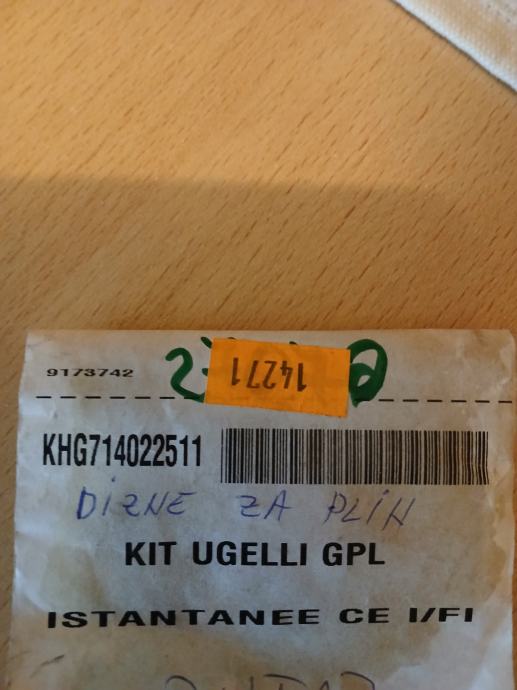 9173742
14271
KHG714022511
DIZNE ZA PLIN
KIT UGELLI GPL
ISTANTANEE CE I/FI